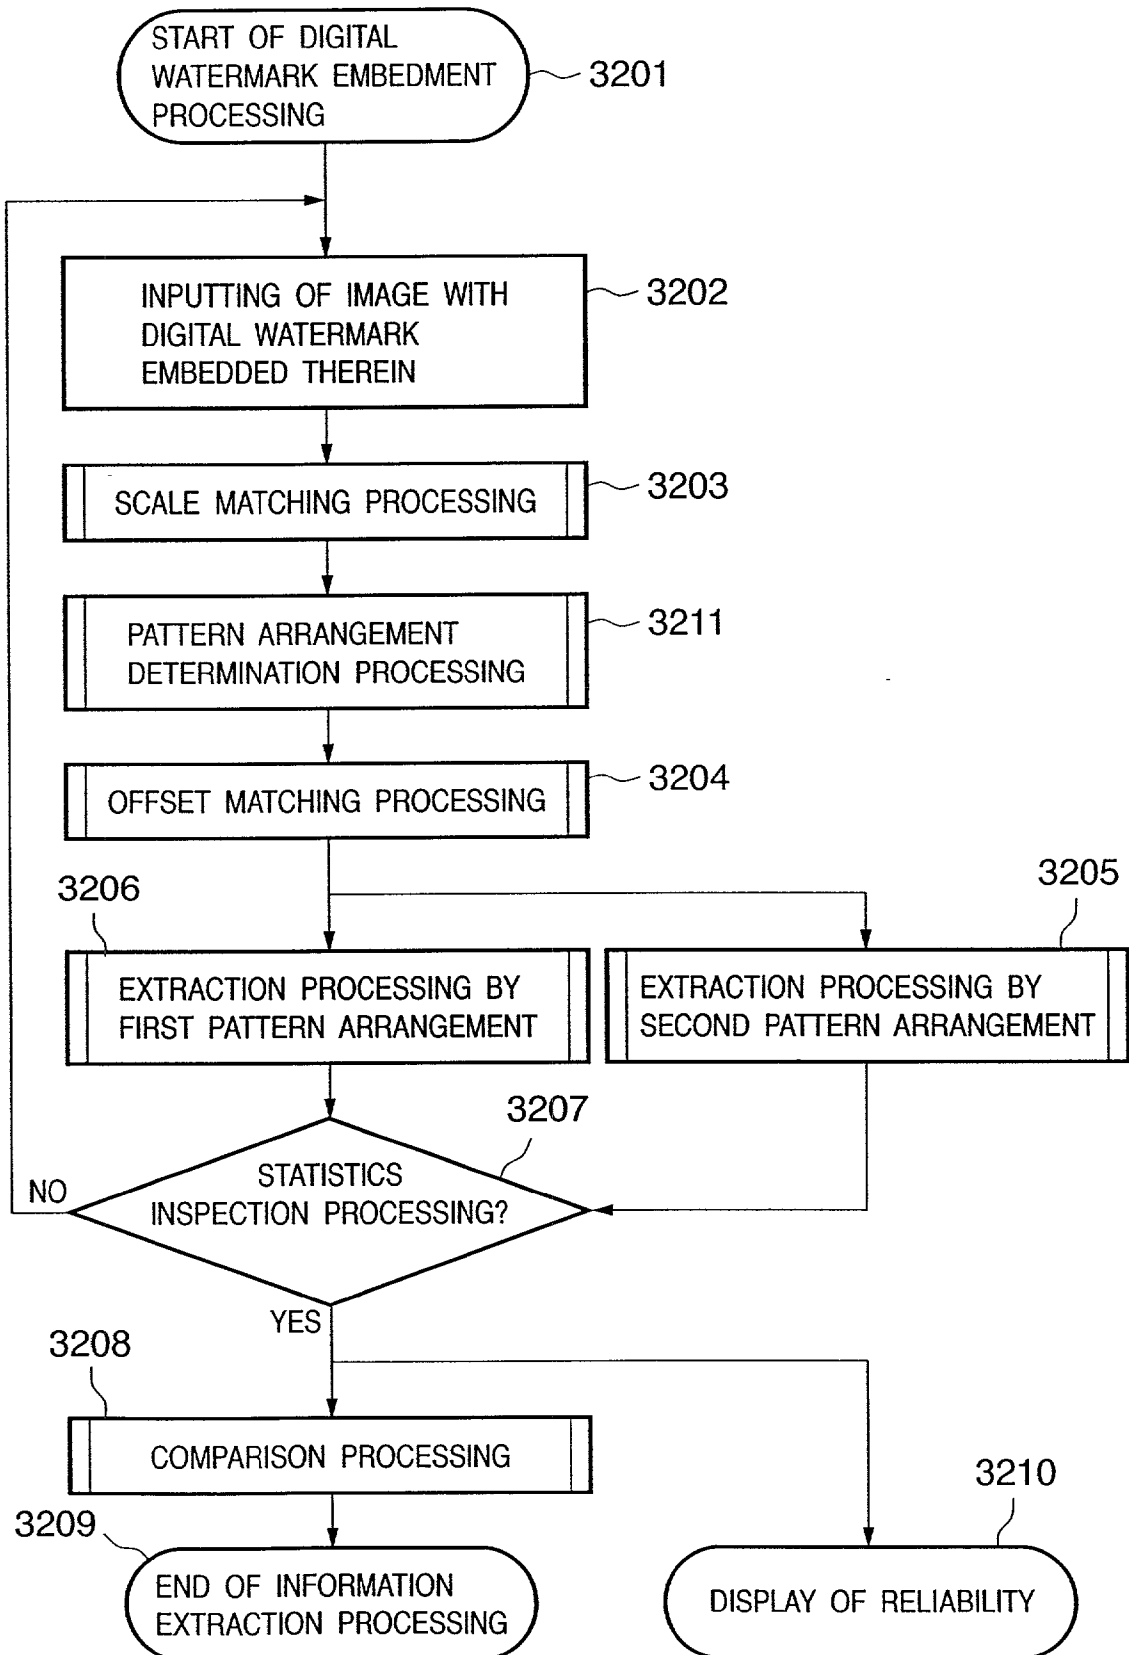 START OF DIGITAL
WATERMARK EMBEDMENT
PROCESSING
3201
INPUTTING OF IMAGE WITH
DIGITAL WATERMARK
EMBEDDED THEREIN
3202
SCALE MATCHING PROCESSING
3203
PATTERN ARRANGEMENT
DETERMINATION PROCESSING
3211
OFFSET MATCHING PROCESSING
3204
3206
EXTRACTION PROCESSING BY
FIRST PATTERN ARRANGEMENT
3205
EXTRACTION PROCESSING BY
SECOND PATTERN ARRANGEMENT
3207
STATISTICS
INSPECTION PROCESSING?
NO
YES
3208
COMPARISON PROCESSING
3209
END OF INFORMATION
EXTRACTION PROCESSING
3210
DISPLAY OF RELIABILITY